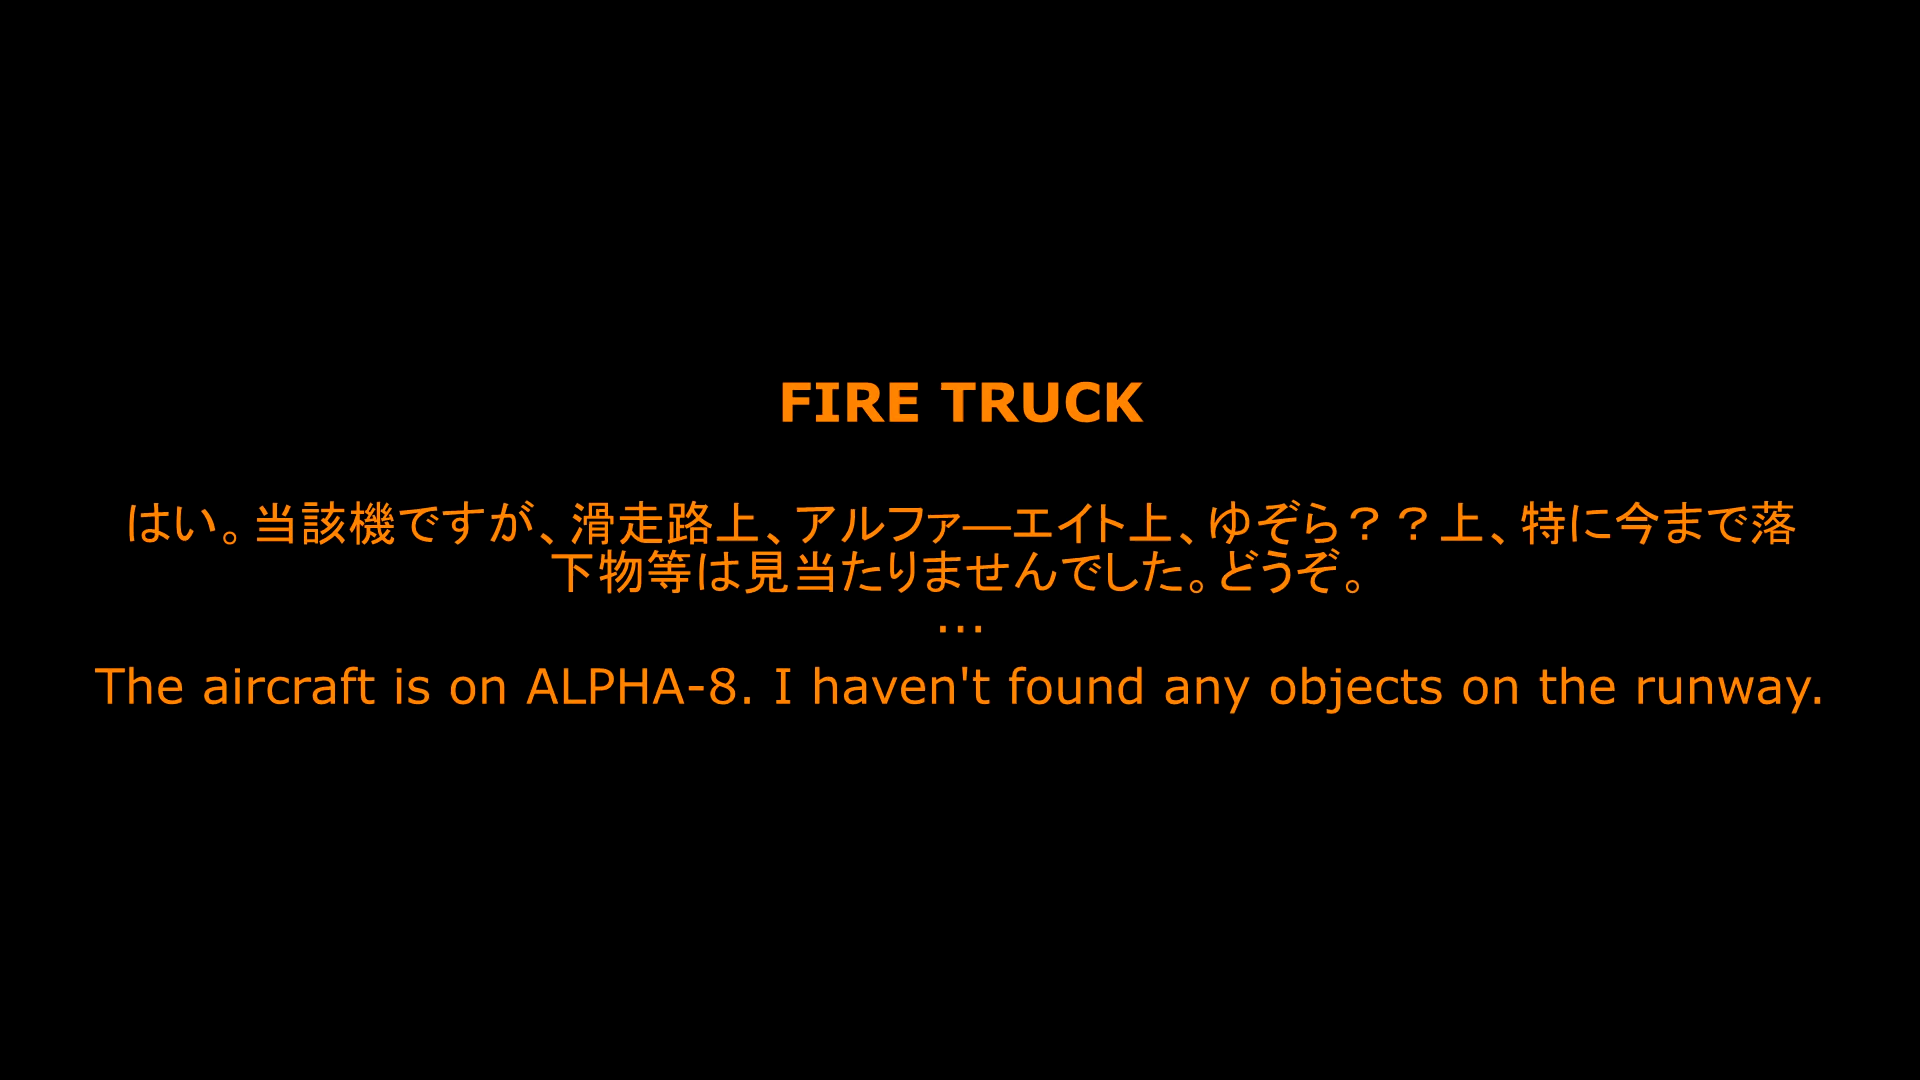 FIRE TRUCK
はい。当該機ですが、滑走路上、アルファ―エイト上、ゆぞら？？上、特に今まで落
下物等は見当たりませんでした。どうぞ。
...
The aircraft is on ALPHA-8. I haven't found any objects on the runway.